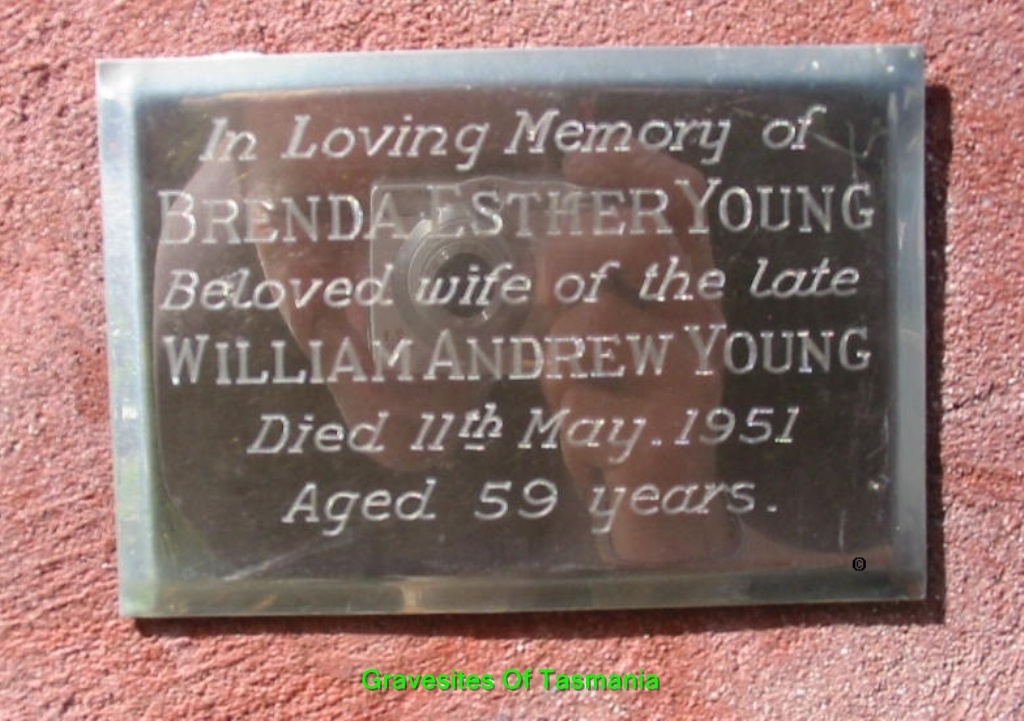 In Loving Memory of
BRENDA ESTHER YOUNG
Beloved wife of the late
WILLIAM ANDREW YOUNG
Died 11th May. 1951
Aged 59 years.
©
Gravesites Of Tasmania